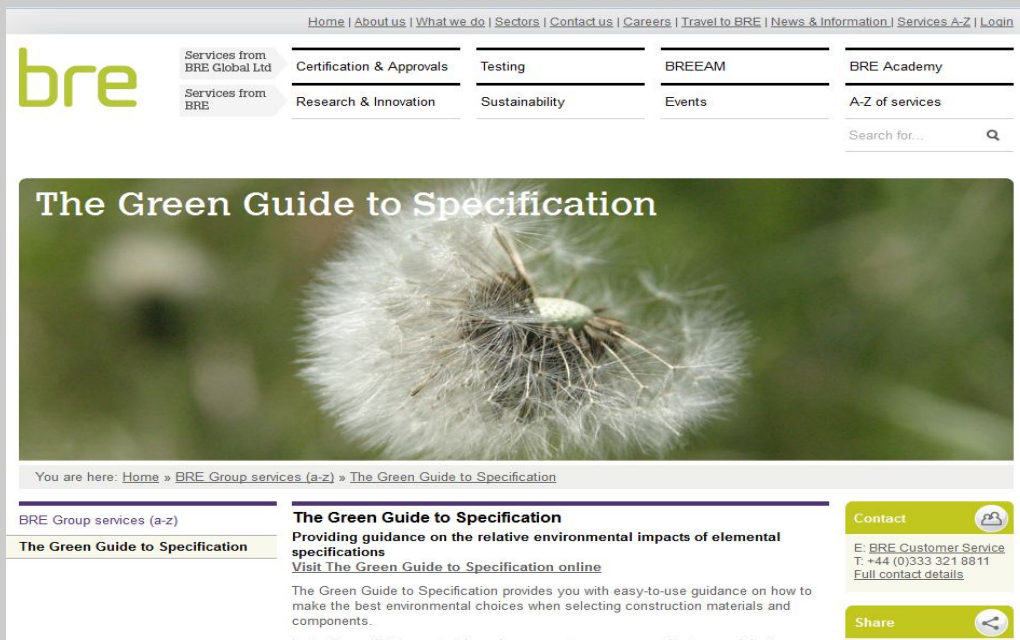 Home | About us | What we do | Sectors | Contact us | Careers | Travel to BRE | News & Information | Services A-Z | Login
bre
Services from
BRE Global Ltd
Certification & Approvals
Testing
BREEAM
BRE Academy
Services from
BRE
Research & Innovation
Sustainability
Events
A-Z of services
Search for...
The Green Guide to Specification
You are here: Home » BRE Group services (a-z) » The Green Guide to Specification
BRE Group services (a-z)
The Green Guide to Specification
The Green Guide to Specification
Providing guidance on the relative environmental impacts of elemental
specifications
Visit The Green Guide to Specification online
The Green Guide to Specification provides you with easy-to-use guidance on how to
make the best environmental choices when selecting construction materials and
components.
Contact
E: BRE Customer Service
T: +44 (0)333 321 8811
Full contact details
Share